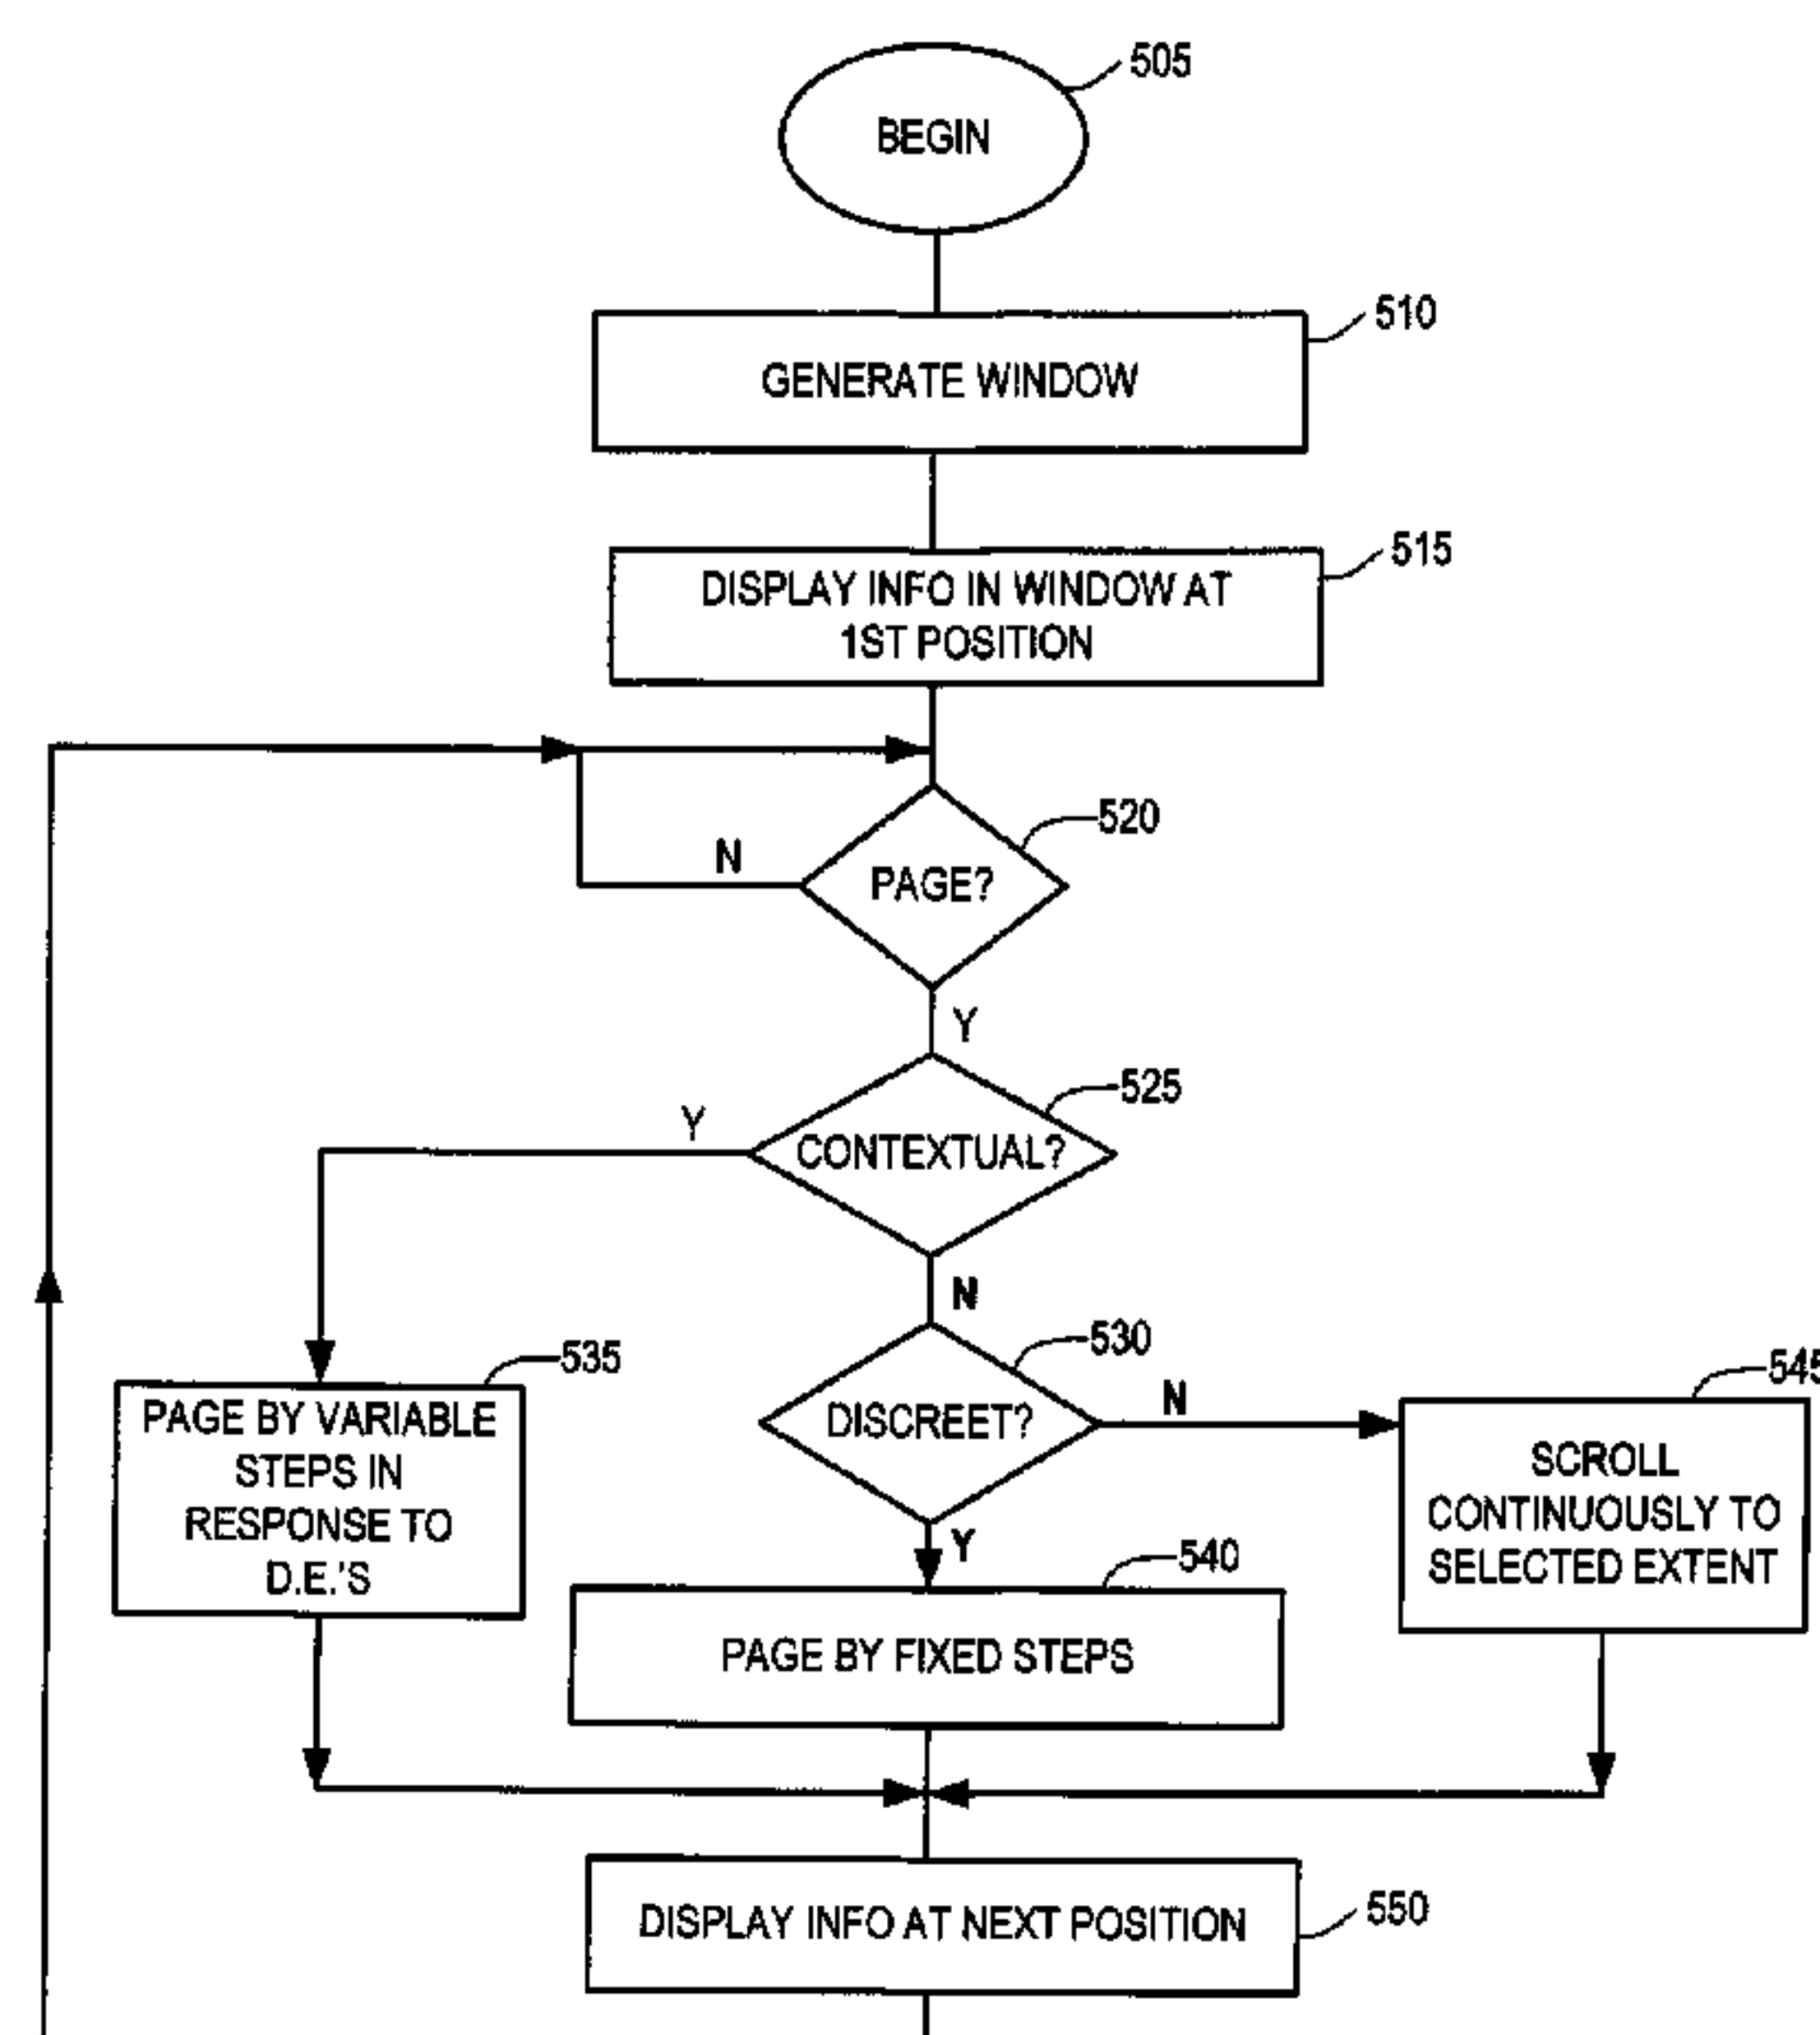 505
BEGIN
510
GENERATE WINDOW
515
DISPLAY INFO IN WINDOW AT
1ST POSITION
520
N
PAGE?
Y
525
Y
CONTEXTUAL?
N
530
535
545
N
PAGE BY VARIABLE
STEPS IN
RESPONSE TO
D.E.'S
DISCREET?
SCROLL
CONTINUOUSLY TO
SELECTED EXTENT
Y
540
PAGE BY FIXED STEPS
550
DISPLAY INFO AT NEXT POSITION